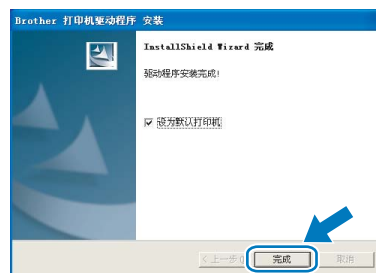 Brother 打印机驱动程序 安装
InstallShield Wizard 完成
驱动程序安装完成!
设为默认打印机
<上一步
完成
取消